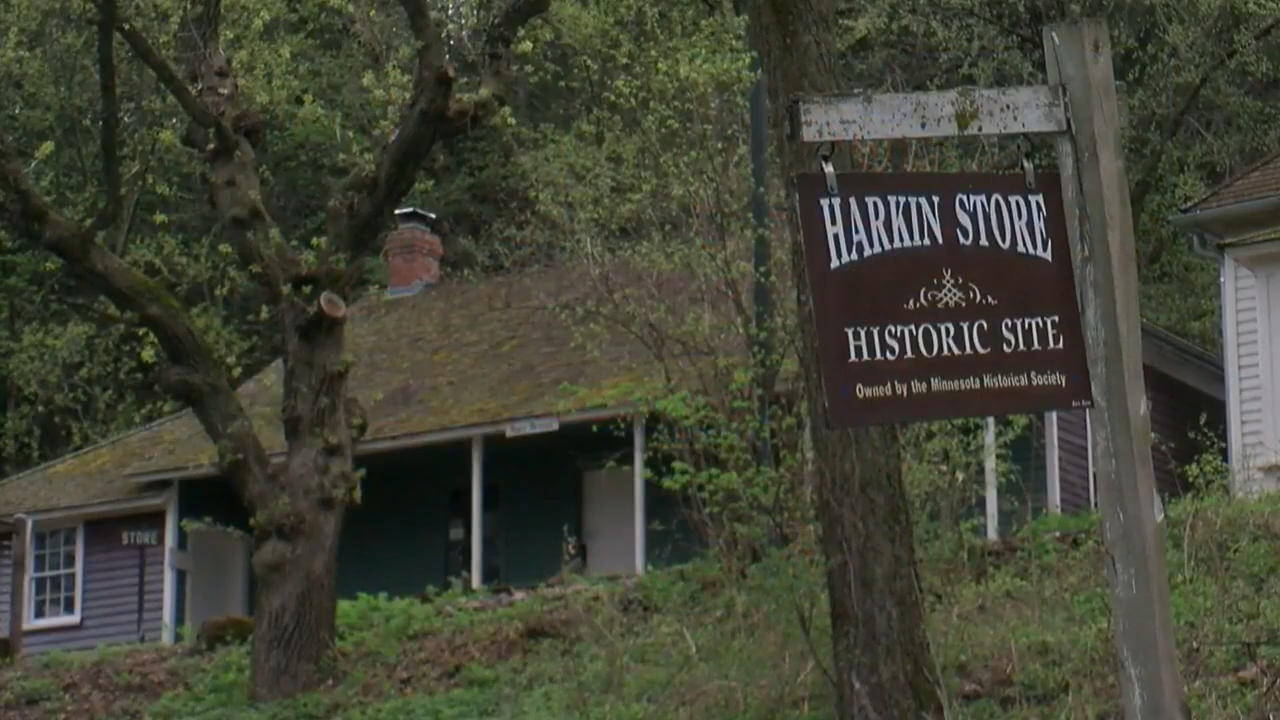 HARKIN STORE
HISTORIC SITE
Owned by the Minnesota Historical Society
STORE